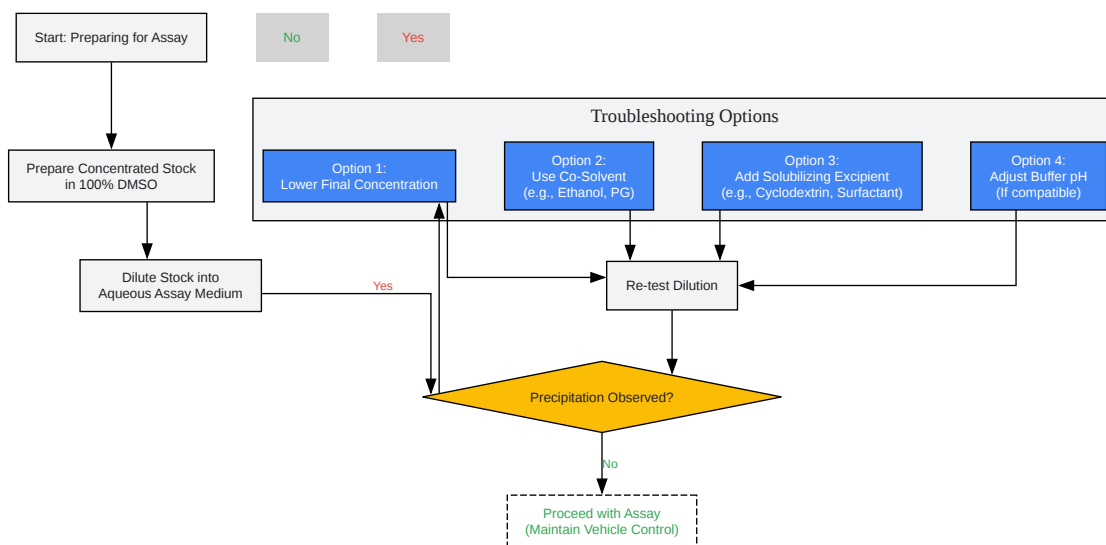 Start: Preparing for Assay
No
Yes
Troubleshooting Options
Prepare Concentrated Stock
in 100% DMSO
Option 1:
Lower Final Concentration
Option 2:
Use Co-Solvent
(e.g., Ethanol, PG)
Option 3:
Add Solubilizing Excipient
(e.g., Cyclodextrin, Surfactant)
Option 4:
Adjust Buffer pH
(If compatible)
Dilute Stock into
Aqueous Assay Medium
Yes
Re-test Dilution
Precipitation Observed?
No
Proceed with Assay
(Maintain Vehicle Control)